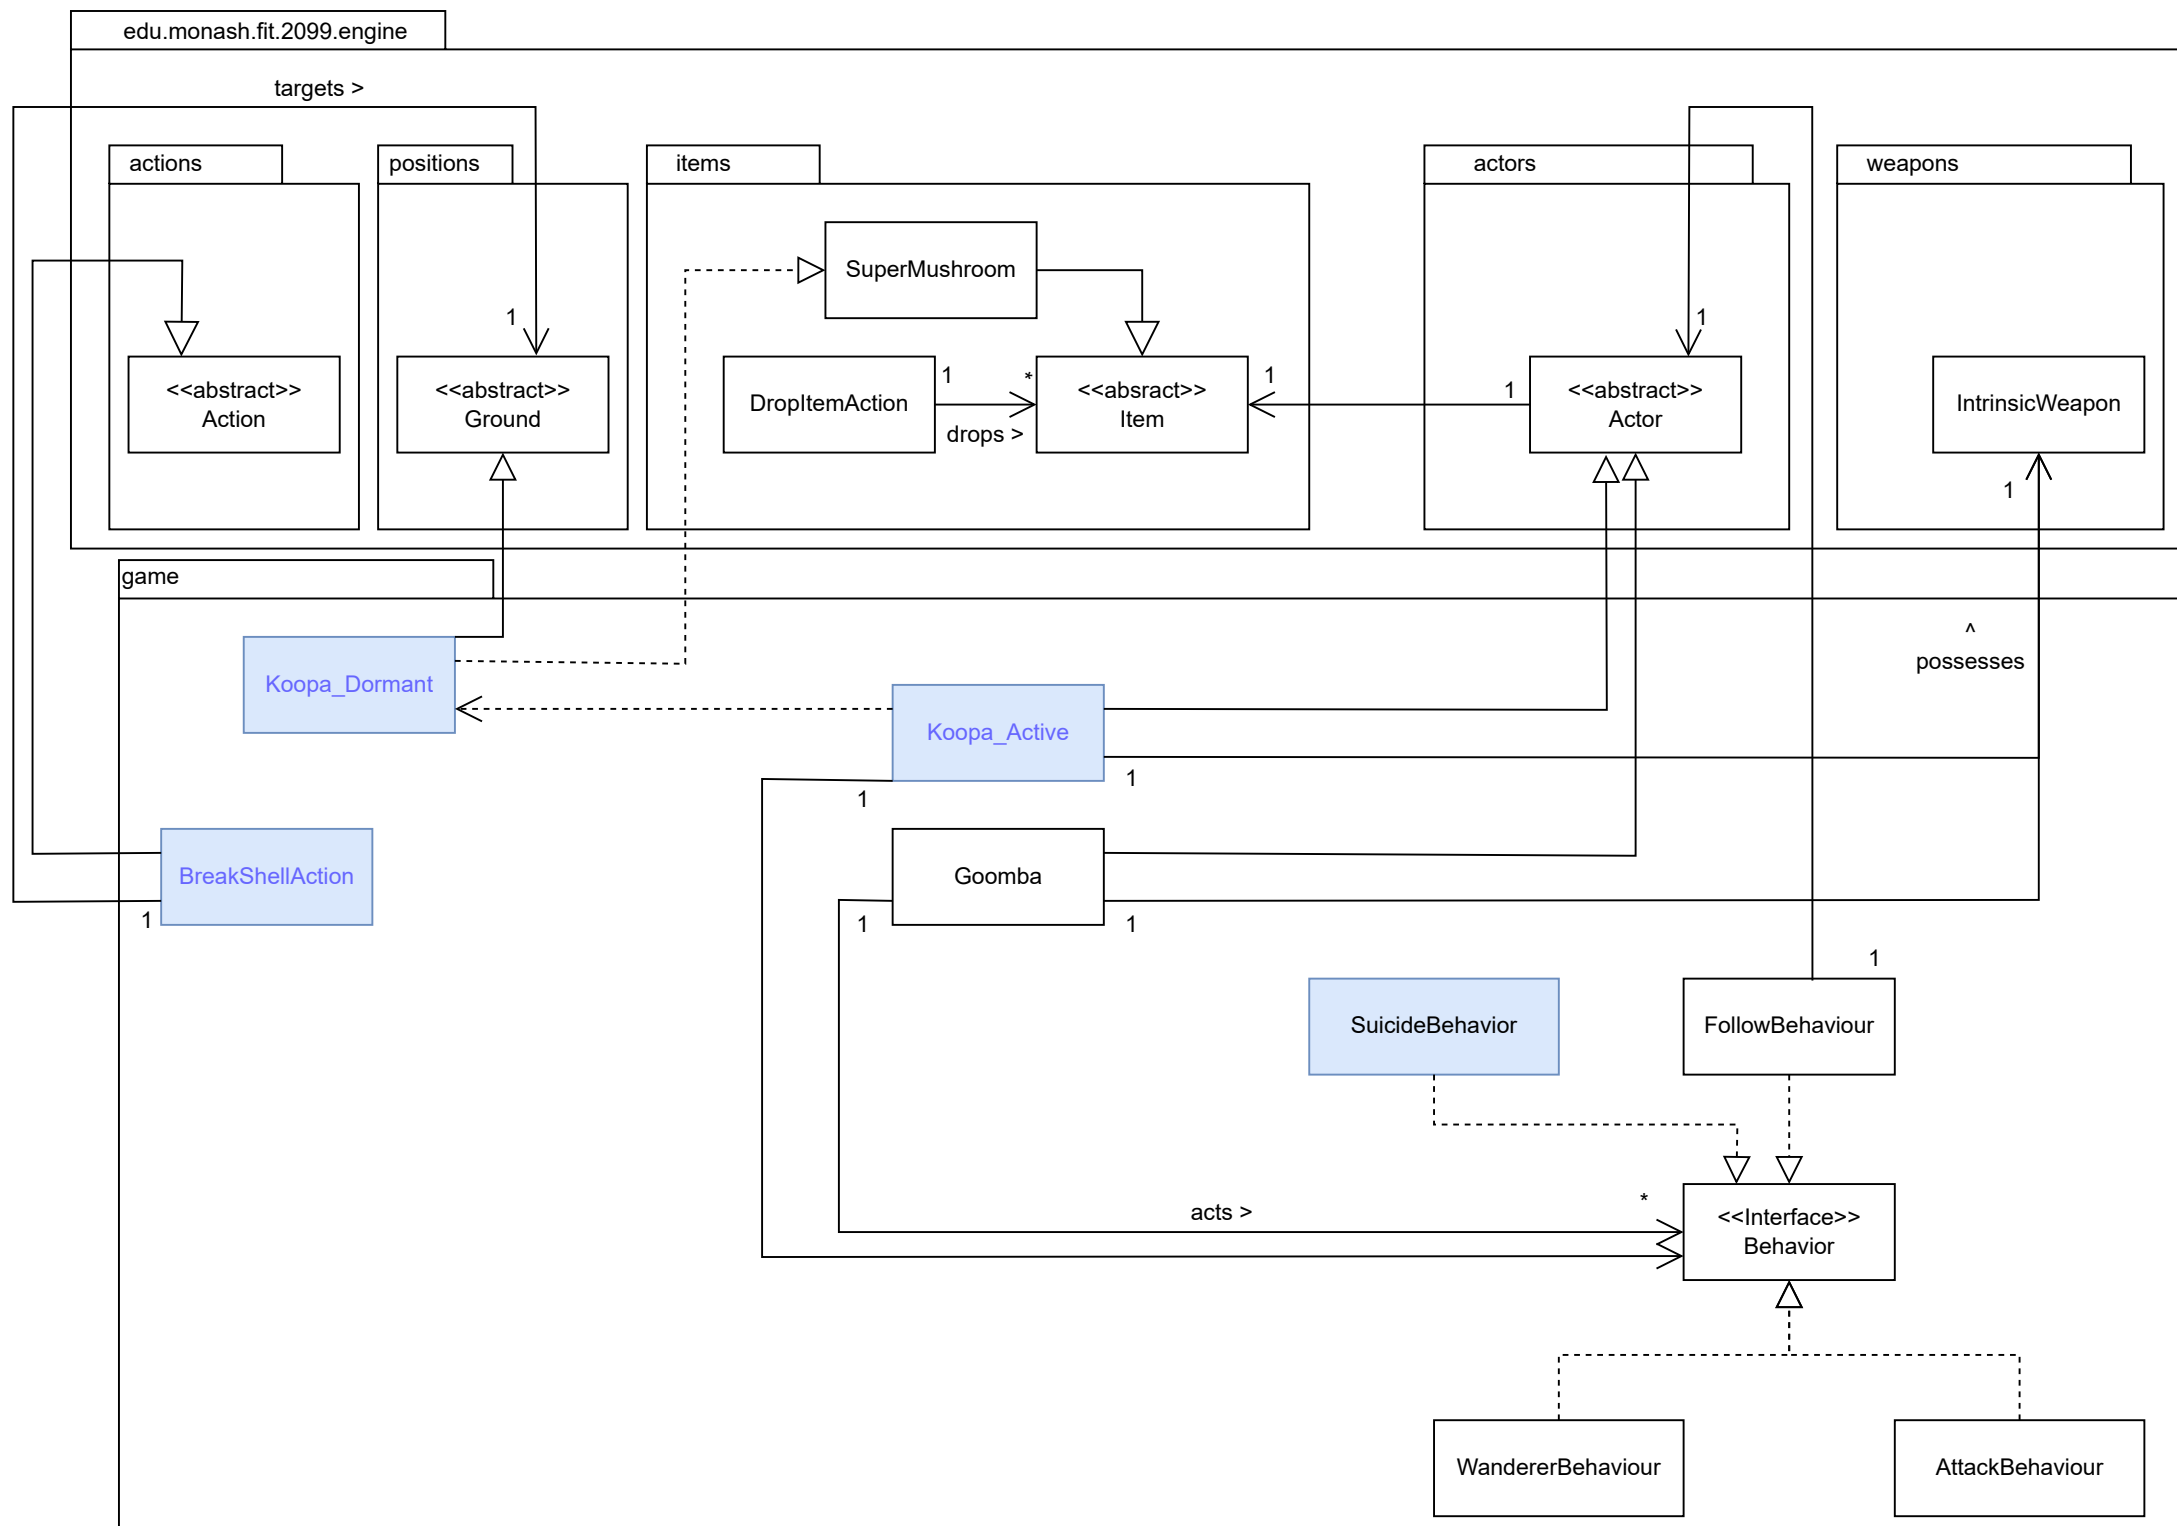 edu.monash.fit.2099.engine
targets >
actions
positions
items
actors
weapons
SuperMushroom
1
1
<<abstract>>
Action
<<abstract>>
Ground
DropItemAction
1
*
drops >
<<absract>>
Item
1
1
<<abstract>>
Actor
IntrinsicWeapon
1
game
^
possesses
Koopa_Dormant
Koopa_Active
1
1
BreakShellAction
1
Goomba
1
1
1
SuicideBehavior
FollowBehaviour
acts >
*
<<Interface>>
Behavior
WandererBehaviour
AttackBehaviour